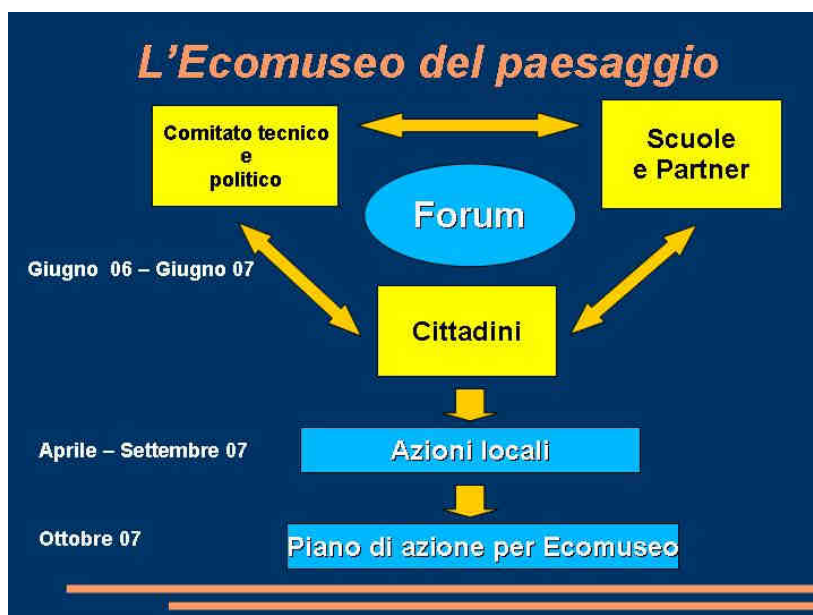 L'Ecomuseo del paesaggio
Comitato tecnico
e
politico
Scuole
e Partner
Forum
Giugno 06 – Giugno 07
Cittadini
Aprile – Settembre 07
Azioni locali
Ottobre 07
Piano di azione per Ecomuseo